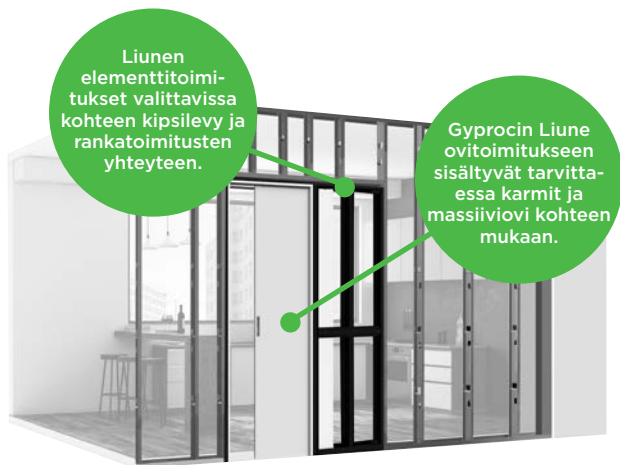 Liunen
elementtitoimi-
tukset valittavissa
kohteen kipsilevy ja
rankatoimitusten
yhteyteen.
Gyprocin Liune
ovitoimitukseen
sisältyvät tarvitta-
essa karmit ja
massiiviovi kohteen
mukaan.